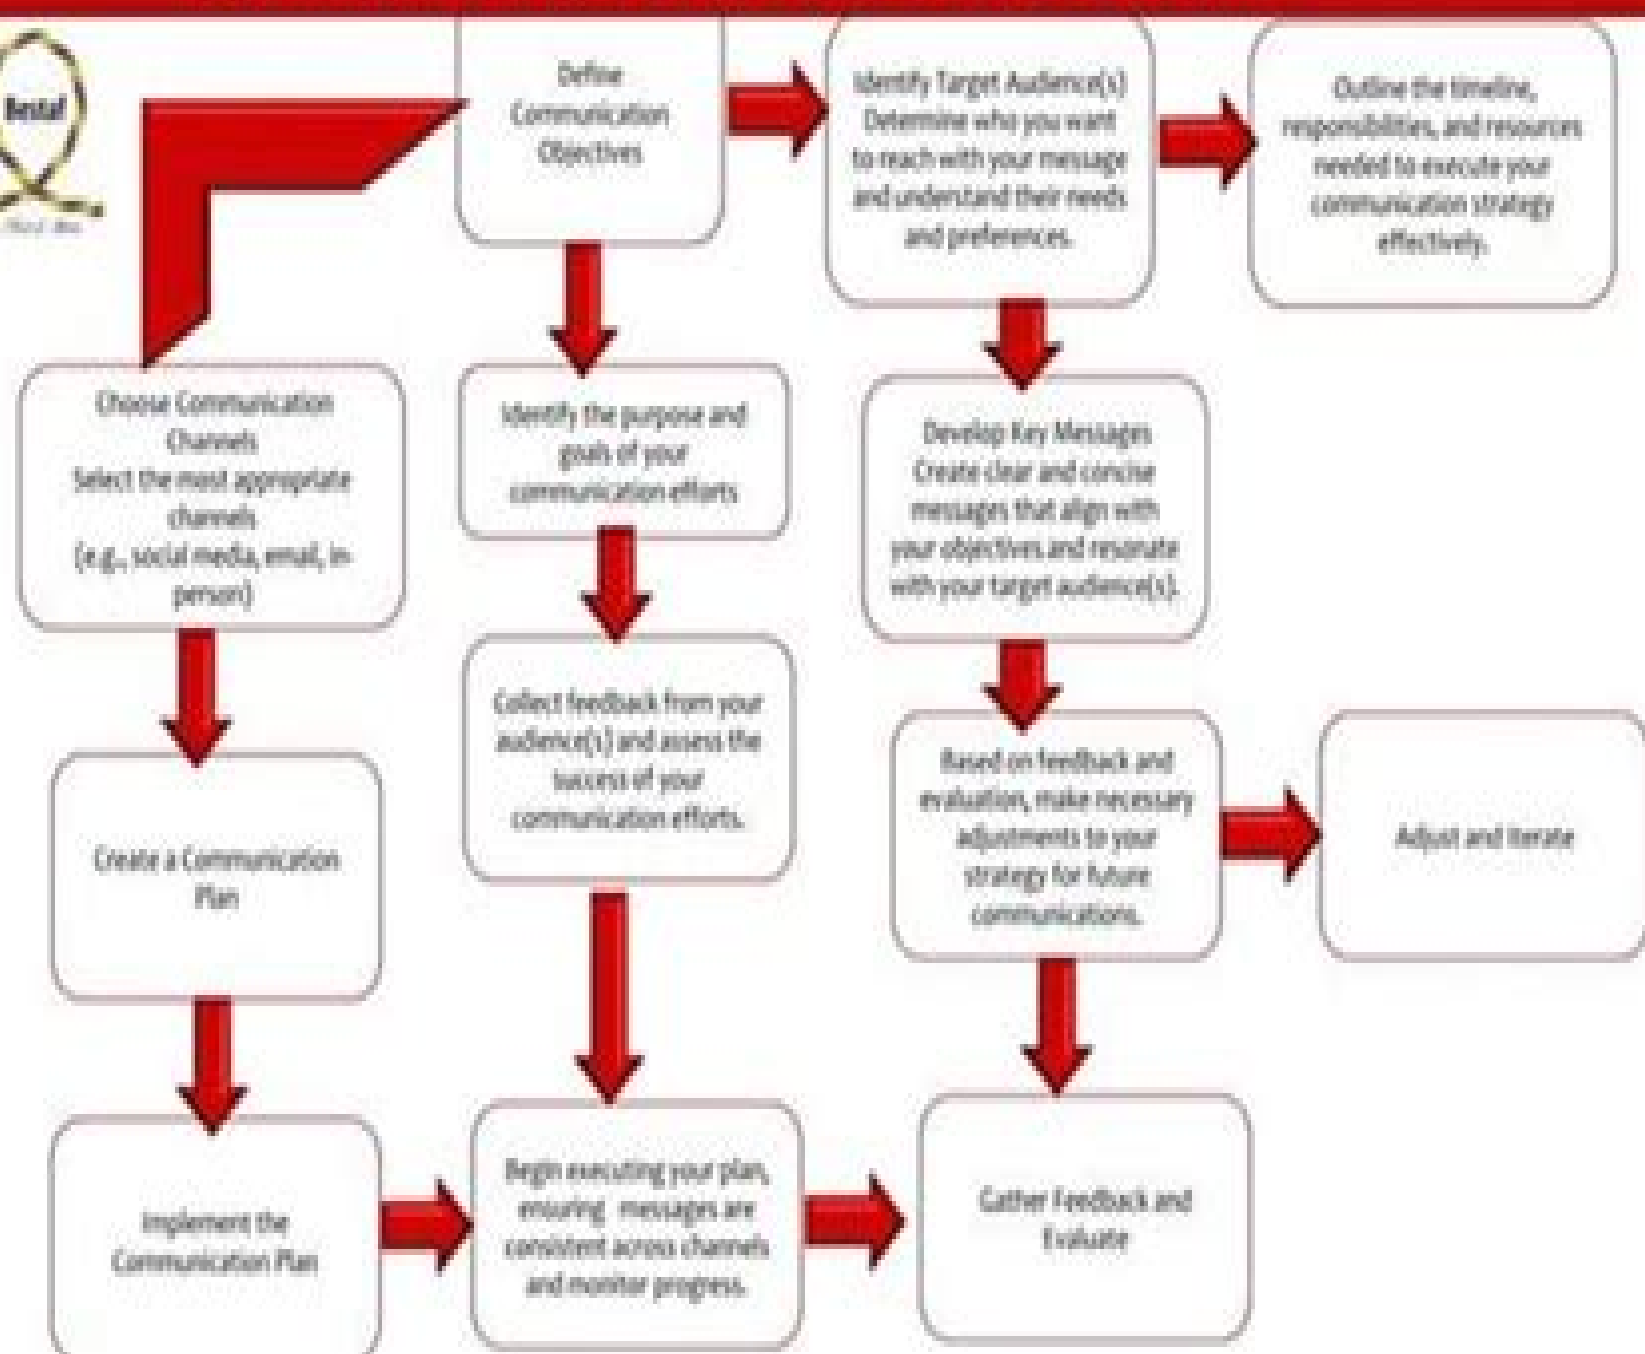 Bestaf
Define
Communication
Objectives
Identify Target Audience(s)
Determine who you want
to reach with your message
and understand their needs
and preferences.
Outline the timeline,
responsibilities, and resources
needed to execute your
communication strategy
effectively.
Choose Communication
Channels
Select the most appropriate
channels
(e.g., social media, email, in-
person)
Identify the purpose and
goals of your
communication efforts
Develop Key Messages
Create clear and concise
messages that align with
your objectives and resonate
with your target audience(s).
Collect feedback from your
audience(s) and assess the
success of your
communication efforts.
Based on feedback and
evaluation, make necessary
adjustments to your
strategy for future
communications.
Adjust and Iterate
Create a Communication
Plan
Implement the
Communication Plan
Begin executing your plan,
ensuring messages are
consistent across channels
and monitor progress.
Gather Feedback and
Evaluate